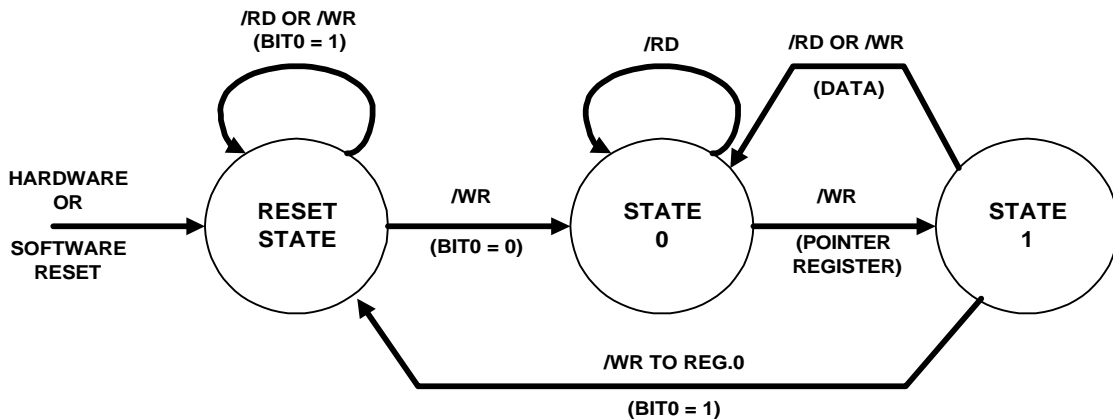 /RD OR /WR
(BIT0 = 1)
/RD
/RD OR /WR
(DATA)
HARDWARE
OR
SOFTWARE
RESET
RESET
STATE
/WR
(BIT0 = 0)
STATE
0
/WR
(POINTER
REGISTER)
STATE
1
/WR TO REG.0
(BIT0 = 1)